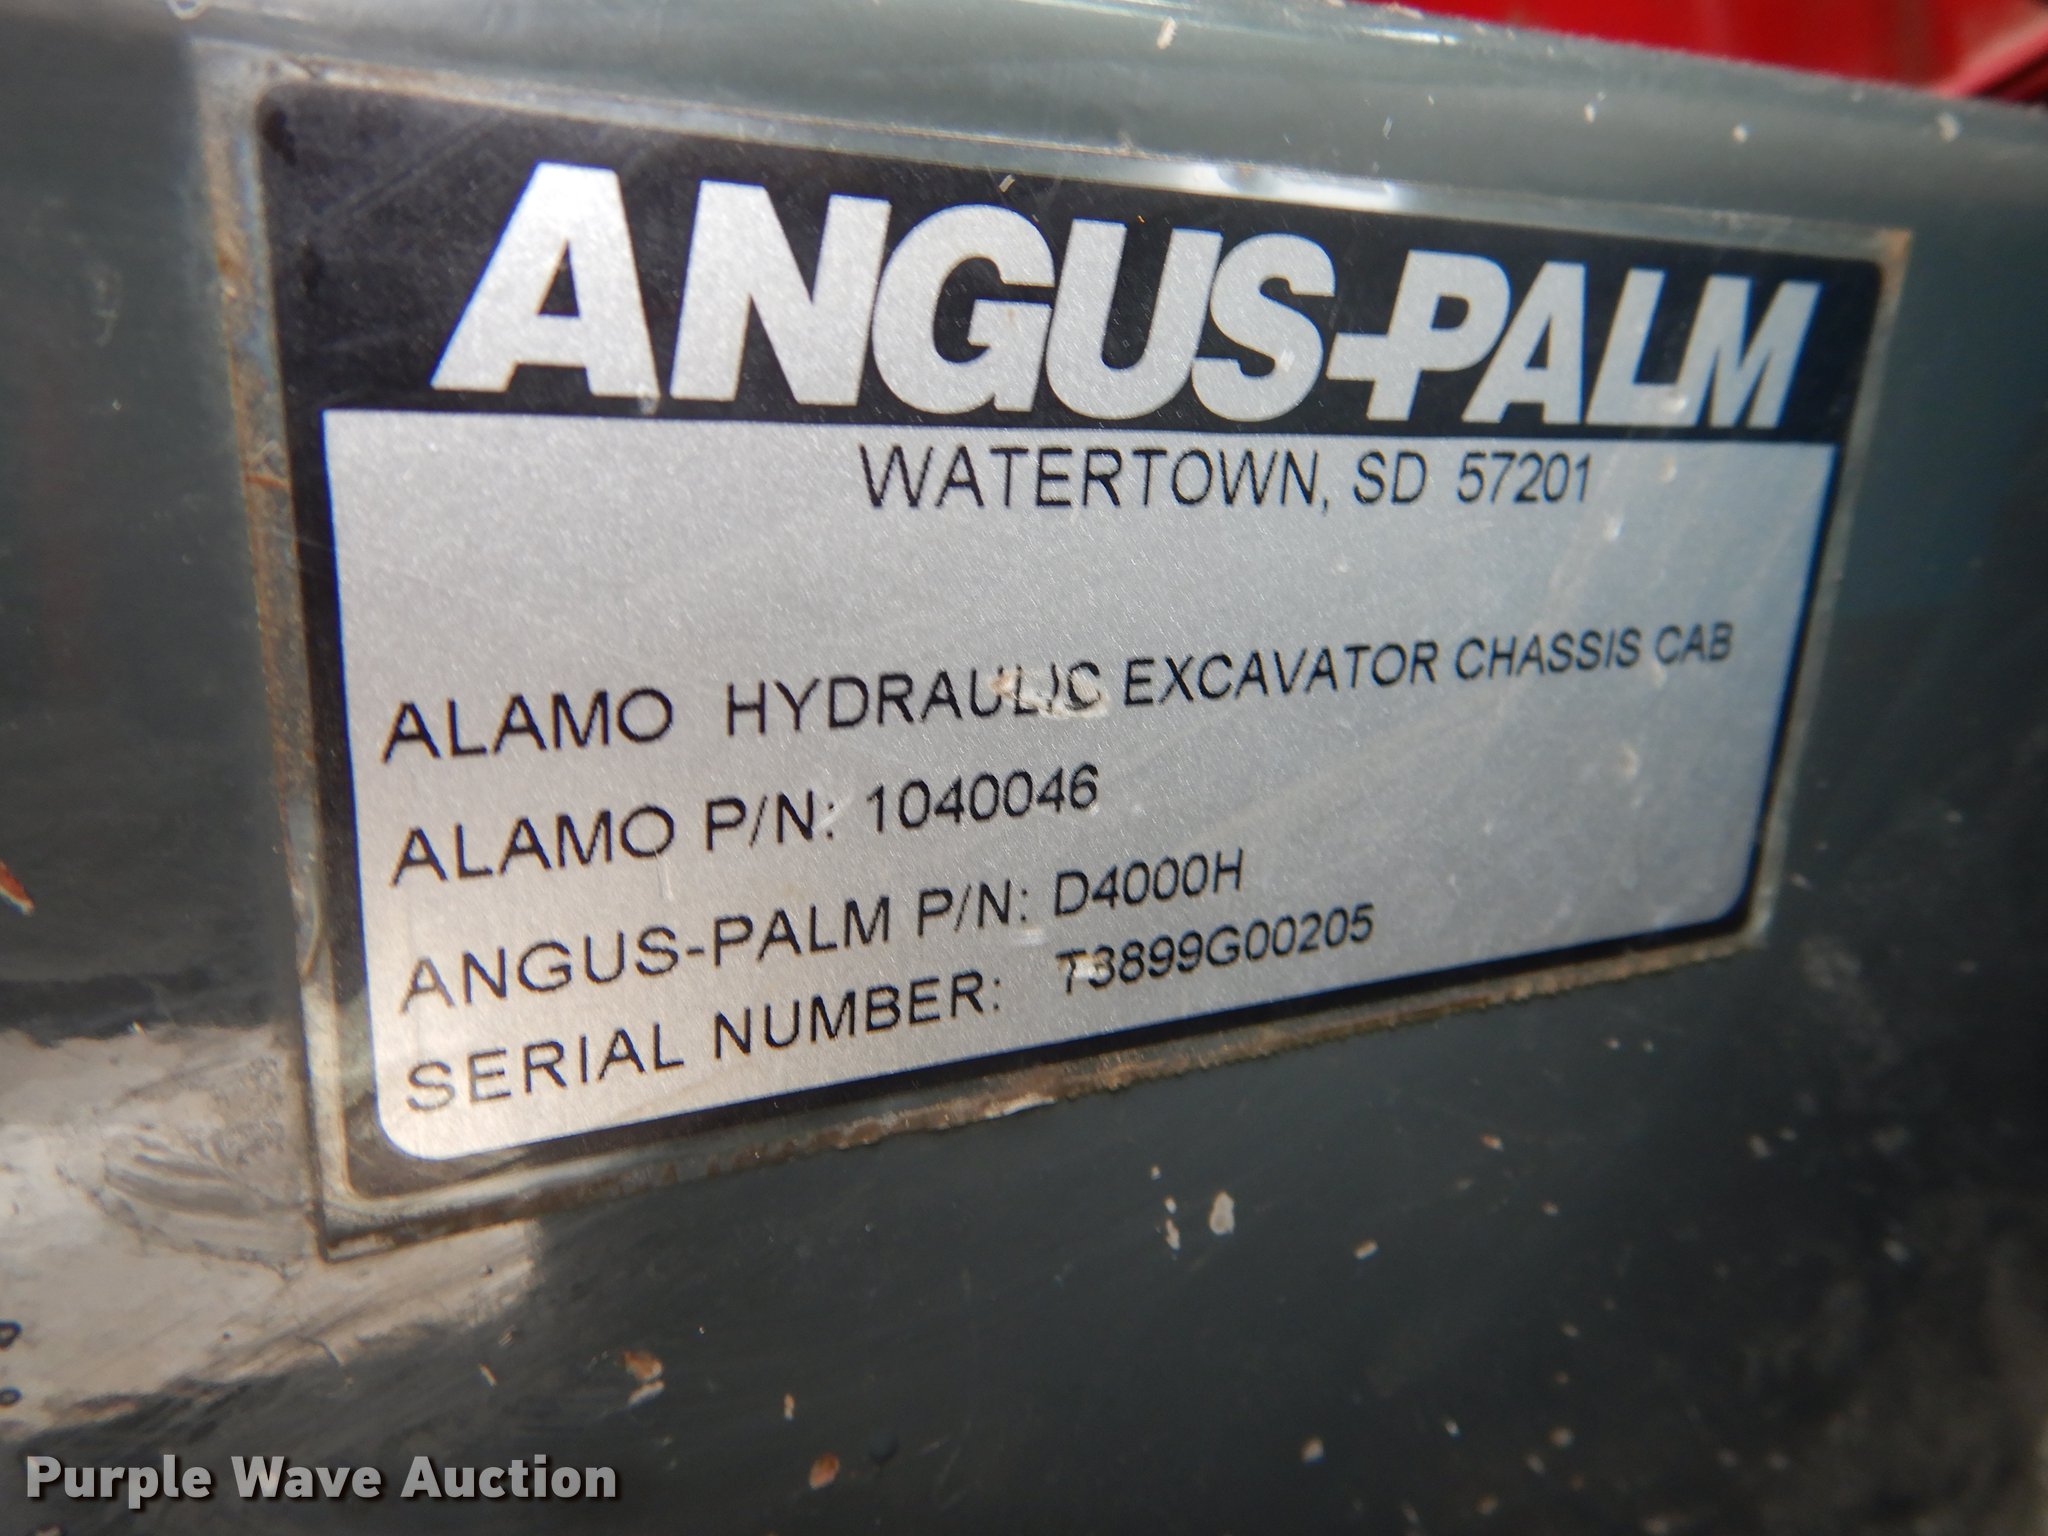 ANGUS-PALM
WATERTOWN, SD 57201
ALAMO HYDRAULIC EXCAVATOR CHASSIS CAB
ALAMO P/N: 1040046
ANGUS-PALM P/N: D4000H
SERIAL NUMBER: T3899G00205
Purple Wave Auction